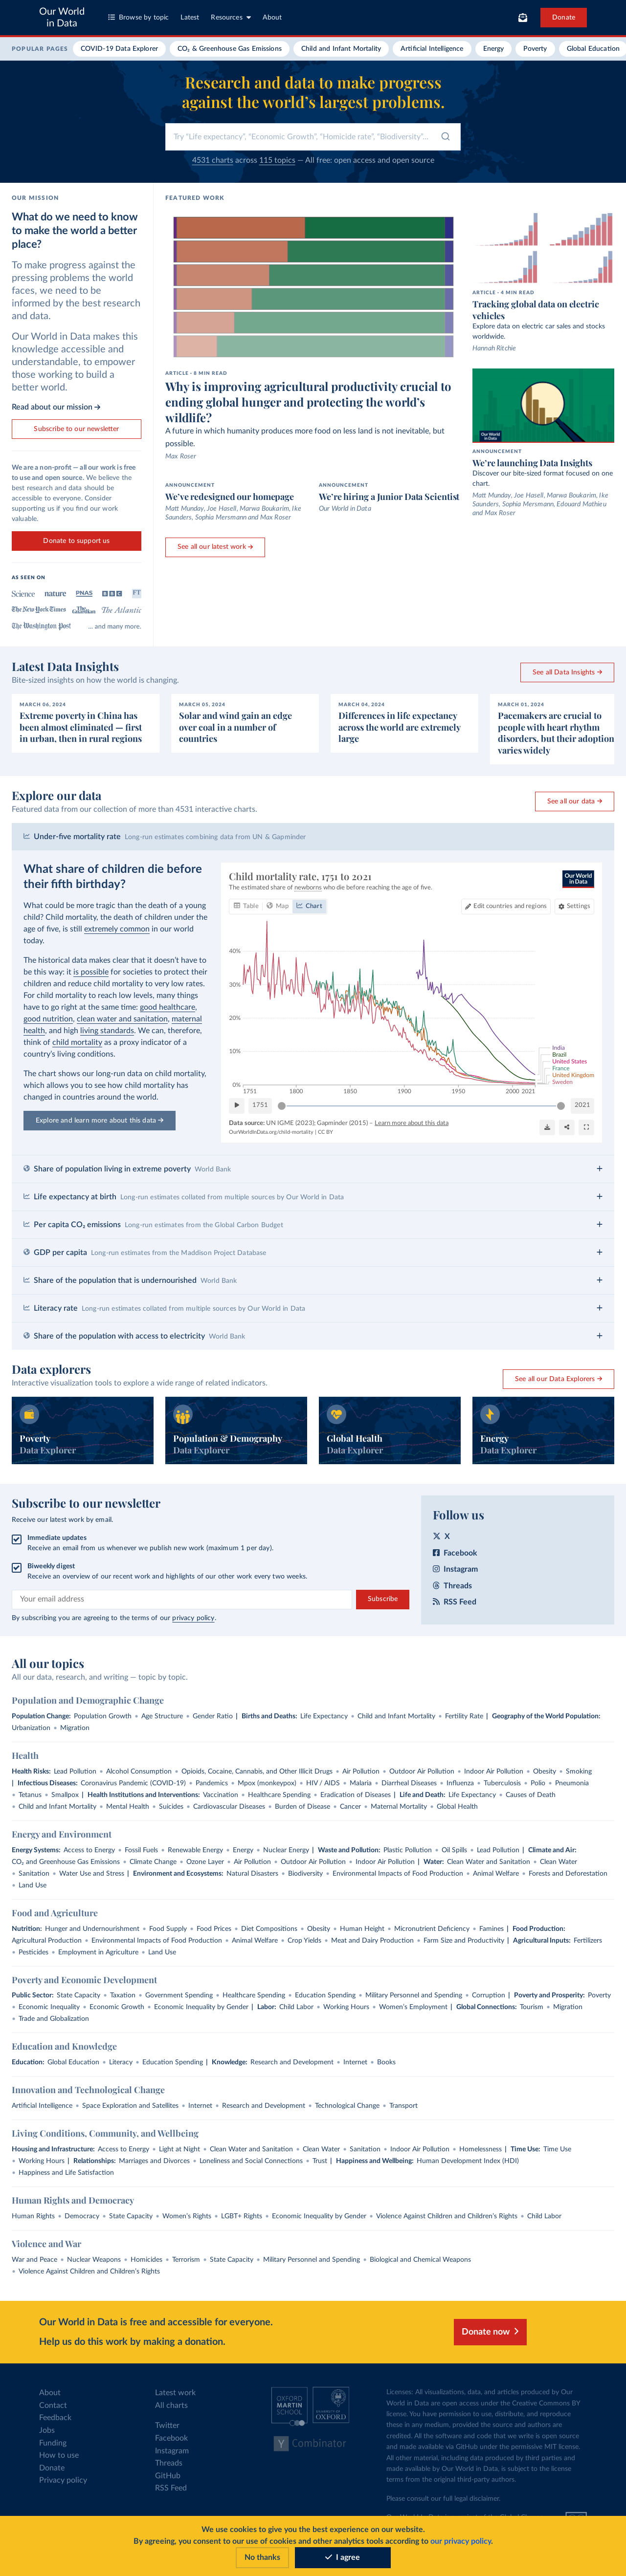 Our World
in Data
Browse by topic
Latest
Resources
About
Donate
POPULAR PAGES
COVID-19 Data Explorer
CO₂ & Greenhouse Gas Emissions
Child and Infant Mortality
Artificial Intelligence
Energy
Poverty
Global Education
Research and data to make progress
against the world's largest problems.
Try "Life expectancy", "Economic Growth", "Homicide rate", "Biodiversity"...
4531 charts across 115 topics — All free: open access and open source
OUR MISSION
What do we need to know
to make the world a better
place?
To make progress against the
pressing problems the world
faces, we need to be
informed by the best research
and data.
Our World in Data makes this
knowledge accessible and
understandable, to empower
those working to build a
better world.
Read about our mission →
Subscribe to our newsletter
We are a non-profit — all our work is free
to use and open source. We believe the
best research and data should be
accessible to everyone. Consider
supporting us if you find our work
valuable.
Donate to support us
AS SEEN ON
Science nature PNAS BBC FT
The New York Times The Guardian The Atlantic
The Washington Post ... and many more.
FEATURED WORK
ARTICLE - 8 MIN READ
Why is improving agricultural productivity crucial to
ending global hunger and protecting the world's
wildlife?
A future in which humanity produces more food on less land is not inevitable, but
possible.
Max Roser
ANNOUNCEMENT
We've redesigned our homepage
Matt Dunnay, Joe Hasell, Marwa Boukarim, Ike
Saunders, Sophia Mersmann and Max Roser
ANNOUNCEMENT
We're hiring a Junior Data Scientist
Our World in Data
See all our latest work →
ARTICLE - 4 MIN READ
Tracking global data on electric
vehicles
Explore data on electric car sales and stocks
worldwide.
Hannah Ritchie
Our World
in Data
ANNOUNCEMENT
We're launching Data Insights
Discover our bite-sized format focused on one
chart.
Matt Dunnay, Joe Hasell, Marwa Boukarim, Ike
Saunders, Sophia Mersmann, Edouard Mathieu
and Max Roser
Latest Data Insights
Bite-sized insights on how the world is changing.
See all Data Insights →
MARCH 06, 2024
Extreme poverty in China has
been almost eliminated — first
in urban, then in rural regions
MARCH 05, 2024
Solar and wind gain an edge
over coal in a number of
countries
MARCH 04, 2024
Differences in life expectancy
across the world are extremely
large
MARCH 01, 2024
Pacemakers are crucial to
people with heart rhythm
disorders, but their adoption
varies widely
Explore our data
Featured data from our collection of more than 4531 interactive charts.
See all our data →
Under-five mortality rate Long-run estimates combining data from UN & Gapminder
What share of children die before
their fifth birthday?
What could be more tragic than the death of a young
child? Child mortality, the death of children under the
age of five, is still extremely common in our world
today.
The historical data makes clear that it doesn't have to
be this way: it is possible for societies to protect their
children and reduce child mortality to very low rates.
For child mortality to reach low levels, many things
have to go right at the same time: good healthcare,
good nutrition, clean water and sanitation, maternal
health, and high living standards. We can, therefore,
think of child mortality as a proxy indicator of a
country's living conditions.
The chart shows our long-run data on child mortality,
which allows you to see how child mortality has
changed in countries around the world.
Explore and learn more about this data →
Child mortality rate, 1751 to 2021
The estimated share of newborns who die before reaching the age of five.
Our World
in Data
Table
Map
Chart
Edit countries and regions
Settings
40%
30%
20%
10%
0%
1751 1800 1850 1900 1950 2000 2021
India
Brazil
United States
France
United Kingdom
Sweden
1751
2021
Data source: UN IGME (2023); Gapminder (2015) – Learn more about this data
OurWorldInData.org/child-mortality | CC BY
Share of population living in extreme poverty World Bank +
Life expectancy at birth Long-run estimates collated from multiple sources by Our World in Data +
Per capita CO₂ emissions Long-run estimates from the Global Carbon Budget +
GDP per capita Long-run estimates from the Maddison Project Database +
Share of the population that is undernourished World Bank +
Literacy rate Long-run estimates collated from multiple sources by Our World in Data +
Share of the population with access to electricity World Bank +
Data explorers
Interactive visualization tools to explore a wide range of related indicators.
See all our Data Explorers →
Poverty
Data Explorer
Population & Demography
Data Explorer
Global Health
Data Explorer
Energy
Data Explorer
Subscribe to our newsletter
Receive our latest work by email.
Immediate updates
Receive an email from us whenever we publish new work (maximum 1 per day).
Biweekly digest
Receive an overview of our recent work and highlights of our other work every two weeks.
Your email address
Subscribe
By subscribing you are agreeing to the terms of our privacy policy.
Follow us
X
Facebook
Instagram
Threads
RSS Feed
All our topics
All our data, research, and writing — topic by topic.
Population and Demographic Change
Population Change: Population Growth • Age Structure • Gender Ratio | Births and Deaths: Life Expectancy • Child and Infant Mortality • Fertility Rate | Geography of the World Population:
Urbanization • Migration
Health
Health Risks: Lead Pollution • Alcohol Consumption • Opioids, Cocaine, Cannabis, and Other Illicit Drugs • Air Pollution • Outdoor Air Pollution • Indoor Air Pollution • Obesity • Smoking
| Infectious Diseases: Coronavirus Pandemic (COVID-19) • Pandemics • Mpox (monkeypox) • HIV / AIDS • Malaria • Diarrheal Diseases • Influenza • Tuberculosis • Polio • Pneumonia
• Tetanus • Smallpox | Health Institutions and Interventions: Vaccination • Healthcare Spending • Eradication of Diseases | Life and Death: Life Expectancy • Causes of Death
• Child and Infant Mortality • Mental Health • Suicides • Cardiovascular Diseases • Burden of Disease • Cancer • Maternal Mortality • Global Health
Energy and Environment
Energy Systems: Access to Energy • Fossil Fuels • Renewable Energy • Energy • Nuclear Energy | Waste and Pollution: Plastic Pollution • Oil Spills • Lead Pollution | Climate and Air:
CO₂ and Greenhouse Gas Emissions • Climate Change • Ozone Layer • Air Pollution • Outdoor Air Pollution • Indoor Air Pollution | Water: Clean Water and Sanitation • Clean Water
• Sanitation • Water Use and Stress | Environment and Ecosystems: Natural Disasters • Biodiversity • Environmental Impacts of Food Production • Animal Welfare • Forests and Deforestation
• Land Use
Food and Agriculture
Nutrition: Hunger and Undernourishment • Food Supply • Food Prices • Diet Compositions • Obesity • Human Height • Micronutrient Deficiency • Famines | Food Production:
Agricultural Production • Environmental Impacts of Food Production • Animal Welfare • Crop Yields • Meat and Dairy Production • Farm Size and Productivity | Agricultural Inputs: Fertilizers
• Pesticides • Employment in Agriculture • Land Use
Poverty and Economic Development
Public Sector: State Capacity • Taxation • Government Spending • Healthcare Spending • Education Spending • Military Personnel and Spending • Corruption | Poverty and Prosperity: Poverty
• Economic Inequality • Economic Growth • Economic Inequality by Gender | Labor: Child Labor • Working Hours • Women's Employment | Global Connections: Tourism • Migration
• Trade and Globalization
Education and Knowledge
Education: Global Education • Literacy • Education Spending | Knowledge: Research and Development • Internet • Books
Innovation and Technological Change
Artificial Intelligence • Space Exploration and Satellites • Internet • Research and Development • Technological Change • Transport
Living Conditions, Community, and Wellbeing
Housing and Infrastructure: Access to Energy • Light at Night • Clean Water and Sanitation • Clean Water • Sanitation • Indoor Air Pollution • Homelessness | Time Use: Time Use
• Working Hours | Relationships: Marriages and Divorces • Loneliness and Social Connections • Trust | Happiness and Wellbeing: Human Development Index (HDI)
• Happiness and Life Satisfaction
Human Rights and Democracy
Human Rights • Democracy • State Capacity • Women's Rights • LGBT+ Rights • Economic Inequality by Gender • Violence Against Children and Children's Rights • Child Labor
Violence and War
War and Peace • Nuclear Weapons • Homicides • Terrorism • State Capacity • Military Personnel and Spending • Biological and Chemical Weapons
• Violence Against Children and Children's Rights
Our World in Data is free and accessible for everyone.
Help us do this work by making a donation.
Donate now
About
Contact
Feedback
Jobs
Funding
How to use
Donate
Privacy policy
Latest work
All charts
Twitter
Facebook
Instagram
Threads
GitHub
RSS Feed
OXFORD
MARTIN
SCHOOL
UNIVERSITY OF
OXFORD
Y Combinator
Licenses: All visualizations, data, and articles produced by Our
World in Data are open access under the Creative Commons BY
license. You have permission to use, distribute, and reproduce
these in any medium, provided the source and authors are
credited. All the software and code that we write is open source
and made available via GitHub under the permissive MIT license.
All other material, including data produced by third parties and
made available by Our World in Data, is subject to the license
terms from the original third-party authors.
Please consult our full legal disclaimer.
We use cookies to give you the best experience on our website.
By agreeing, you consent to our use of cookies and other analytics tools according to our privacy policy.
No thanks
I agree